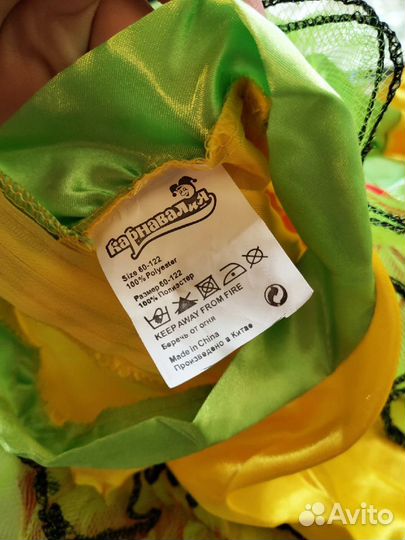 КарнаваЛиЯ
Size 60-122
100% Polyester
Размер 60-122
100% Полиэстер
KEEP AWAY FROM FIRE
Беречь от огня
Made in China
Произведено в Китае
Avito